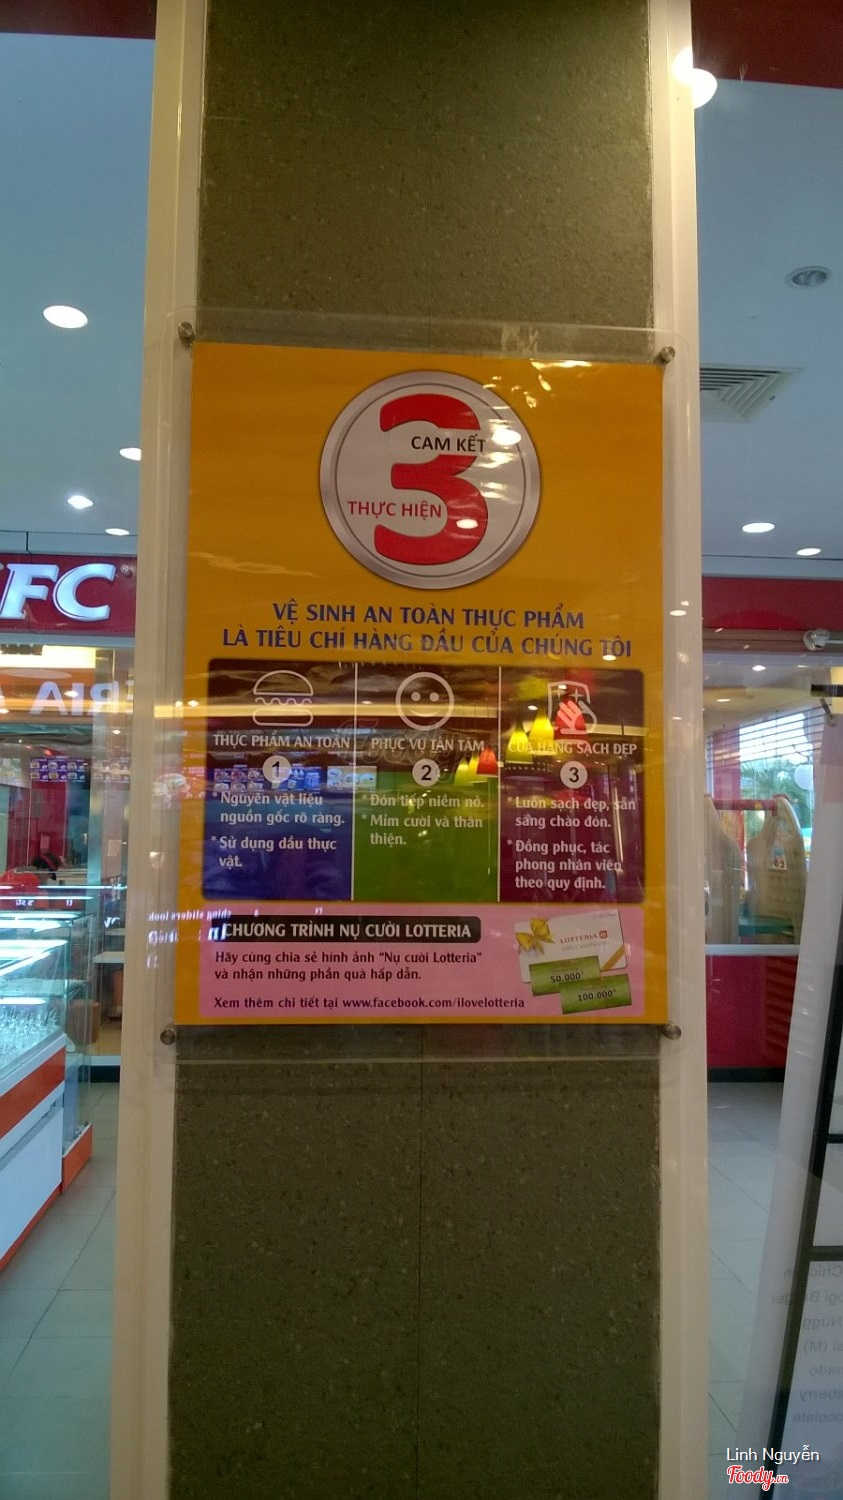 CAM KẾT
3
THỰC HIỆN
VỆ SINH AN TOÀN THỰC PHẨM
LÀ TIÊU CHÍ HÀNG ĐẦU CỦA CHÚNG TÔI
THỰC PHẨM AN TOÀN
1
* Nguyên vật liệu
nguồn gốc rõ ràng.
* Sử dụng dầu thực
vật.
PHỤC VỤ TẬN TÂM
2
* Đón tiếp niềm nở.
* Mỉm cười và thân
thiện.
CỬA HÀNG SẠCH ĐẸP
3
* Luôn sạch đẹp, sẵn
sàng chào đón.
* Đồng phục, tác
phong nhân viên
theo quy định.
CHƯƠNG TRÌNH NỤ CƯỜI LOTTERIA
Hãy cùng chia sẻ hình ảnh “Nụ cười Lotteria”
và nhận những phần quà hấp dẫn.
Xem thêm chi tiết tại www.facebook.com/ilovelotteria
LOTTERIA
50.000
100.000
FC
Linh Nguyễn
Foody.vn